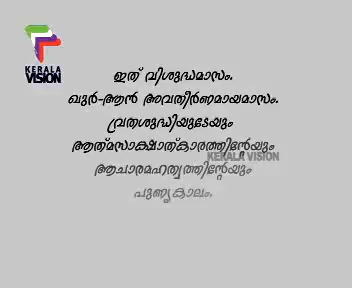 KERALA
VISION
ഇത് വിശുദ്ധമാസം.
ഖുർ-ആൻ അവതീർണമായമാസം.
വ്രതശുദ്ധിയുടേയും
ആത്മസാക്ഷാത്കാരത്തിന്റേയും
KERALA VISION
ആചാരമഹത്വത്തിന്റേയും
പുണ്യകാലം.